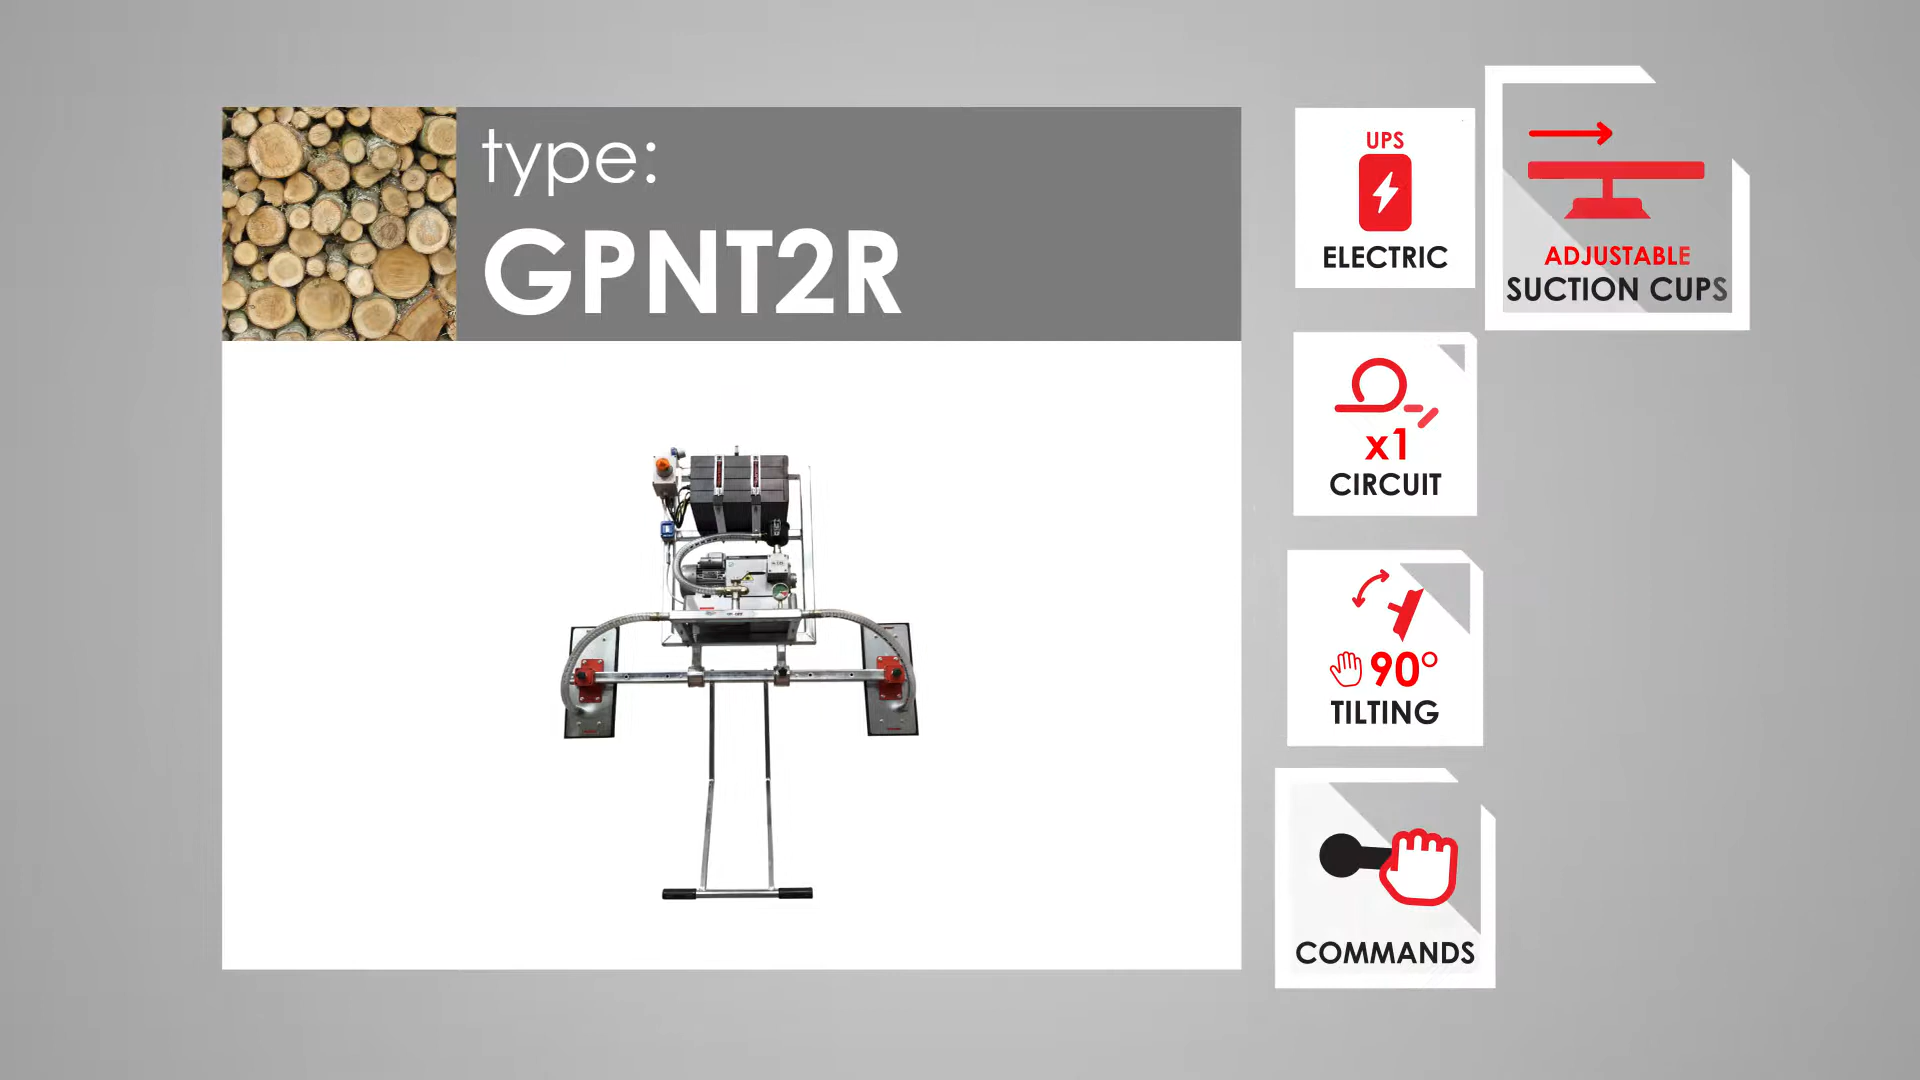 type:
GPNT2R
UPS
ELECTRIC
ADJUSTABLE
SUCTION CUPS
x1
CIRCUIT
90°
TILTING
COMMANDS